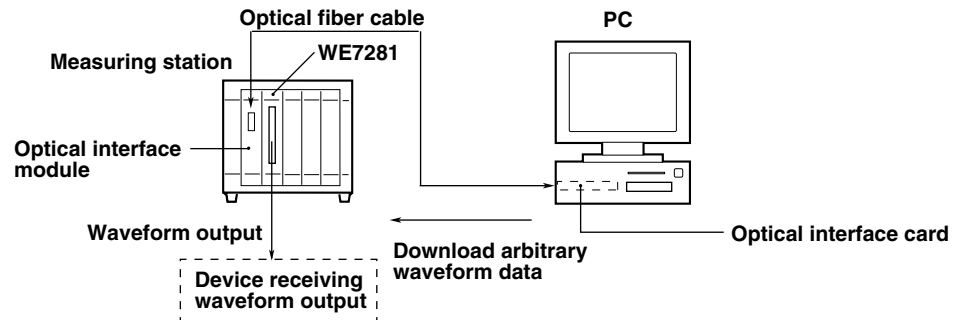 Optical fiber cable
PC
WE7281
Measuring station
Optical interface
module
Waveform output
Download arbitrary
waveform data
Optical interface card
Device receiving
waveform output